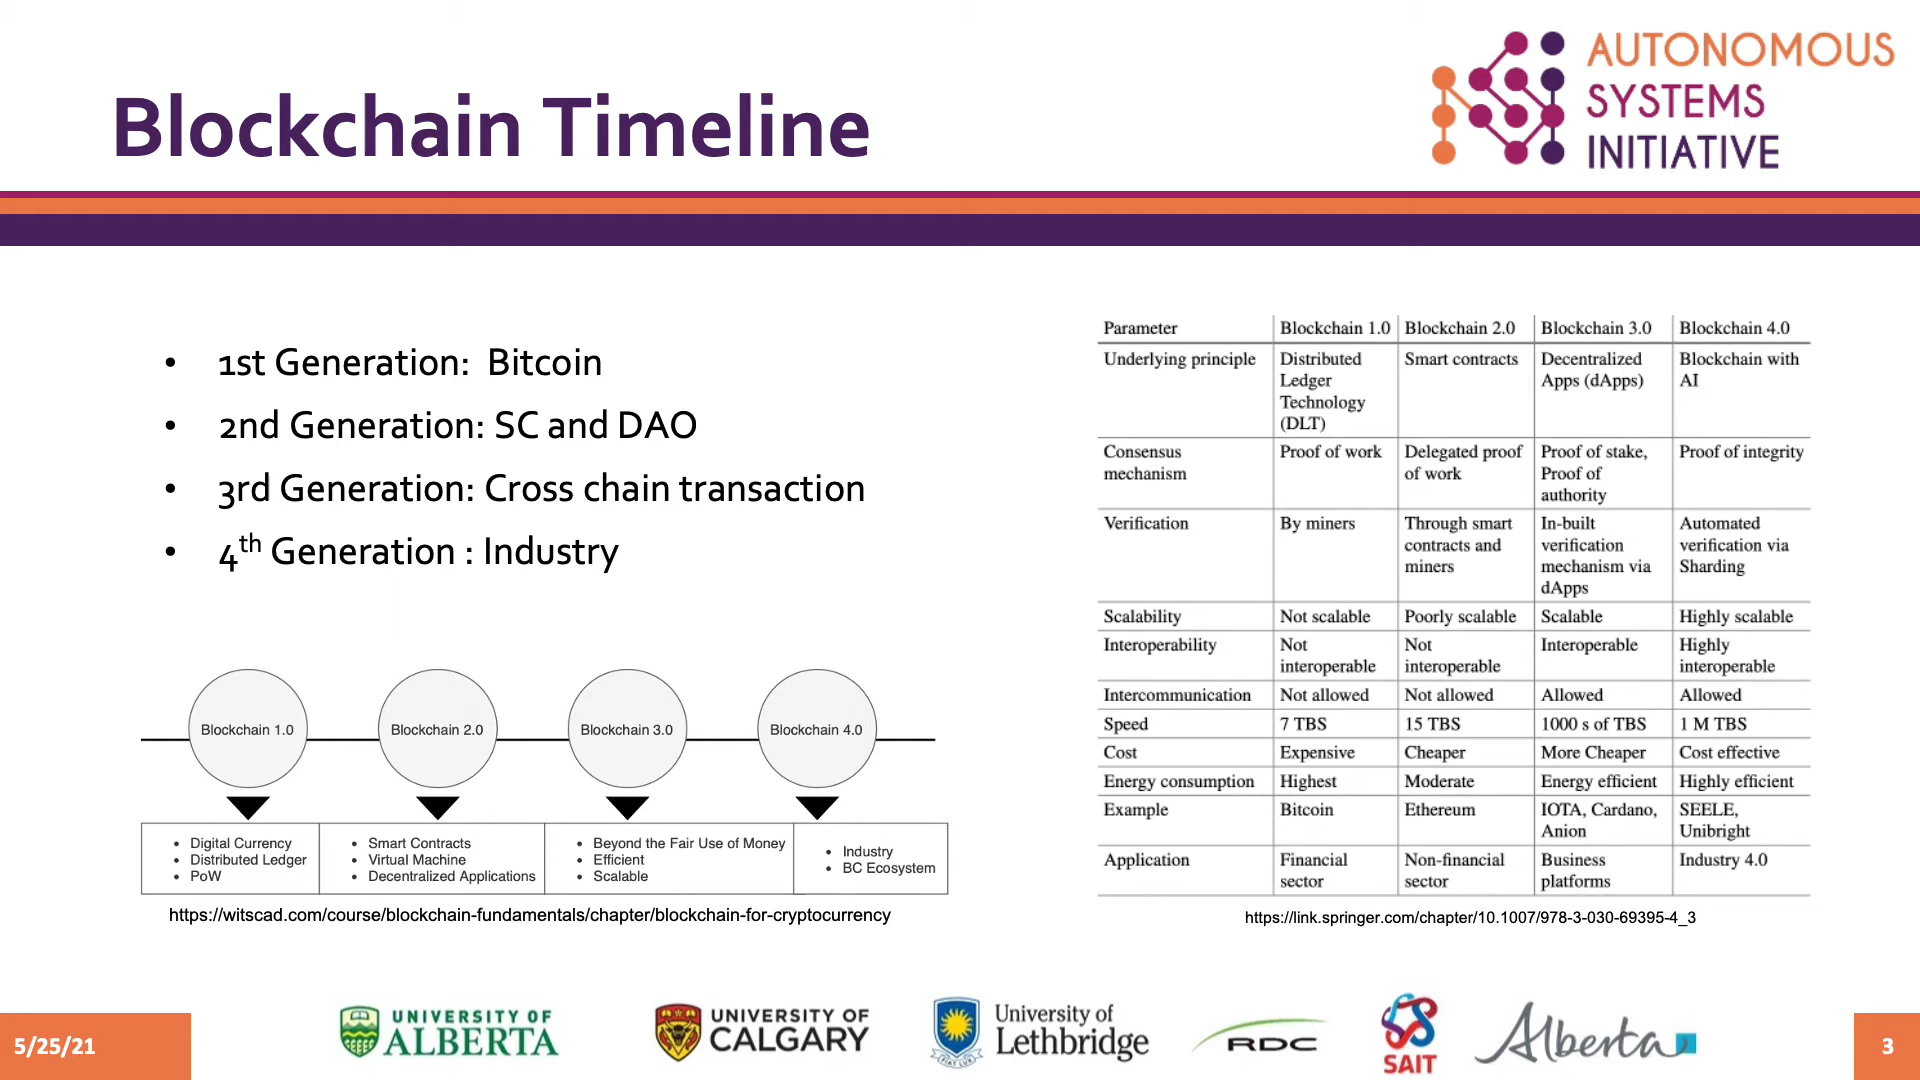 Blockchain Timeline
AUTONOMOUS
SYSTEMS
INITIATIVE
• 1st Generation: Bitcoin
• 2nd Generation: SC and DAO
• 3rd Generation: Cross chain transaction
• 4th Generation : Industry
Blockchain 1.0 Blockchain 2.0 Blockchain 3.0 Blockchain 4.0
• Digital Currency
• Distributed Ledger
• PoW
• Smart Contracts
• Virtual Machine
• Decentralized Applications
• Beyond the Fair Use of Money
• Efficient
• Scalable
• Industry
• BC Ecosystem
https://witscad.com/course/blockchain-fundamentals/chapter/blockchain-for-cryptocurrency
Parameter Blockchain 1.0 Blockchain 2.0 Blockchain 3.0 Blockchain 4.0
Underlying principle Distributed Smart contracts Decentralized Blockchain with
Ledger Apps (dApps) AI
Technology
(DLT)
Consensus Proof of work Delegated proof Proof of stake, Proof of integrity
mechanism of work Proof of
authority
Verification By miners Through smart In-built Automated
contracts and verification verification via
miners mechanism via Sharding
dApps
Scalability Not scalable Poorly scalable Scalable Highly scalable
Interoperability Not Not Interoperable Highly
interoperable interoperable interoperable
Intercommunication Not allowed Not allowed Allowed Allowed
Speed 7 TBS 15 TBS 1000 s of TBS 1 M TBS
Cost Expensive Cheaper More Cheaper Cost effective
Energy consumption Highest Moderate Energy efficient Highly efficient
Example Bitcoin Ethereum IOTA, Cardano, SEELE,
Anion Unibright
Application Financial Non-financial Business Industry 4.0
sector sector platforms
https://link.springer.com/chapter/10.1007/978-3-030-69395-4_3
5/25/21
UNIVERSITY OF
ALBERTA
UNIVERSITY OF
CALGARY
FIAT LUX
University of
Lethbridge
RDC
SAIT
Alberta
3